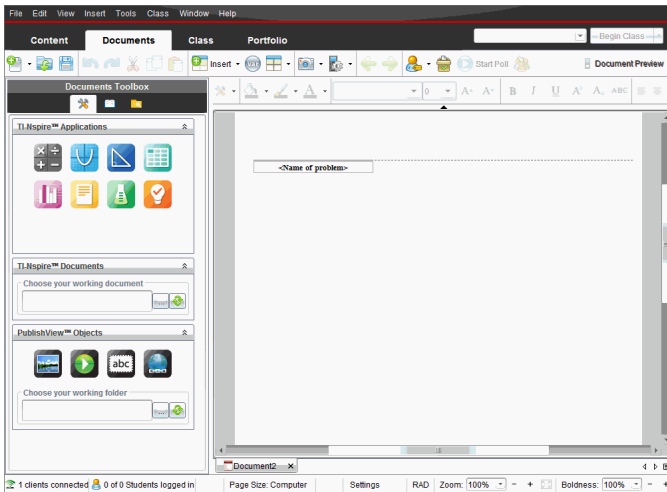 File Edit View Insert Tools Class Window Help
Content Documents Class Portfolio
Begin Class
Insert Start Poll Document Preview
Documents Toolbox
0 A+ A- B I U ABC
TI-Nspire™ Applications
<Name of problem>
TI-Nspire™ Documents
Choose your working document
PublishView™ Objects
abc
Choose your working folder
Document2
1 clients connected 0 of 0 Students logged in Page Size: Computer Settings RAD Zoom: 100% - + Boldness: 100% - +